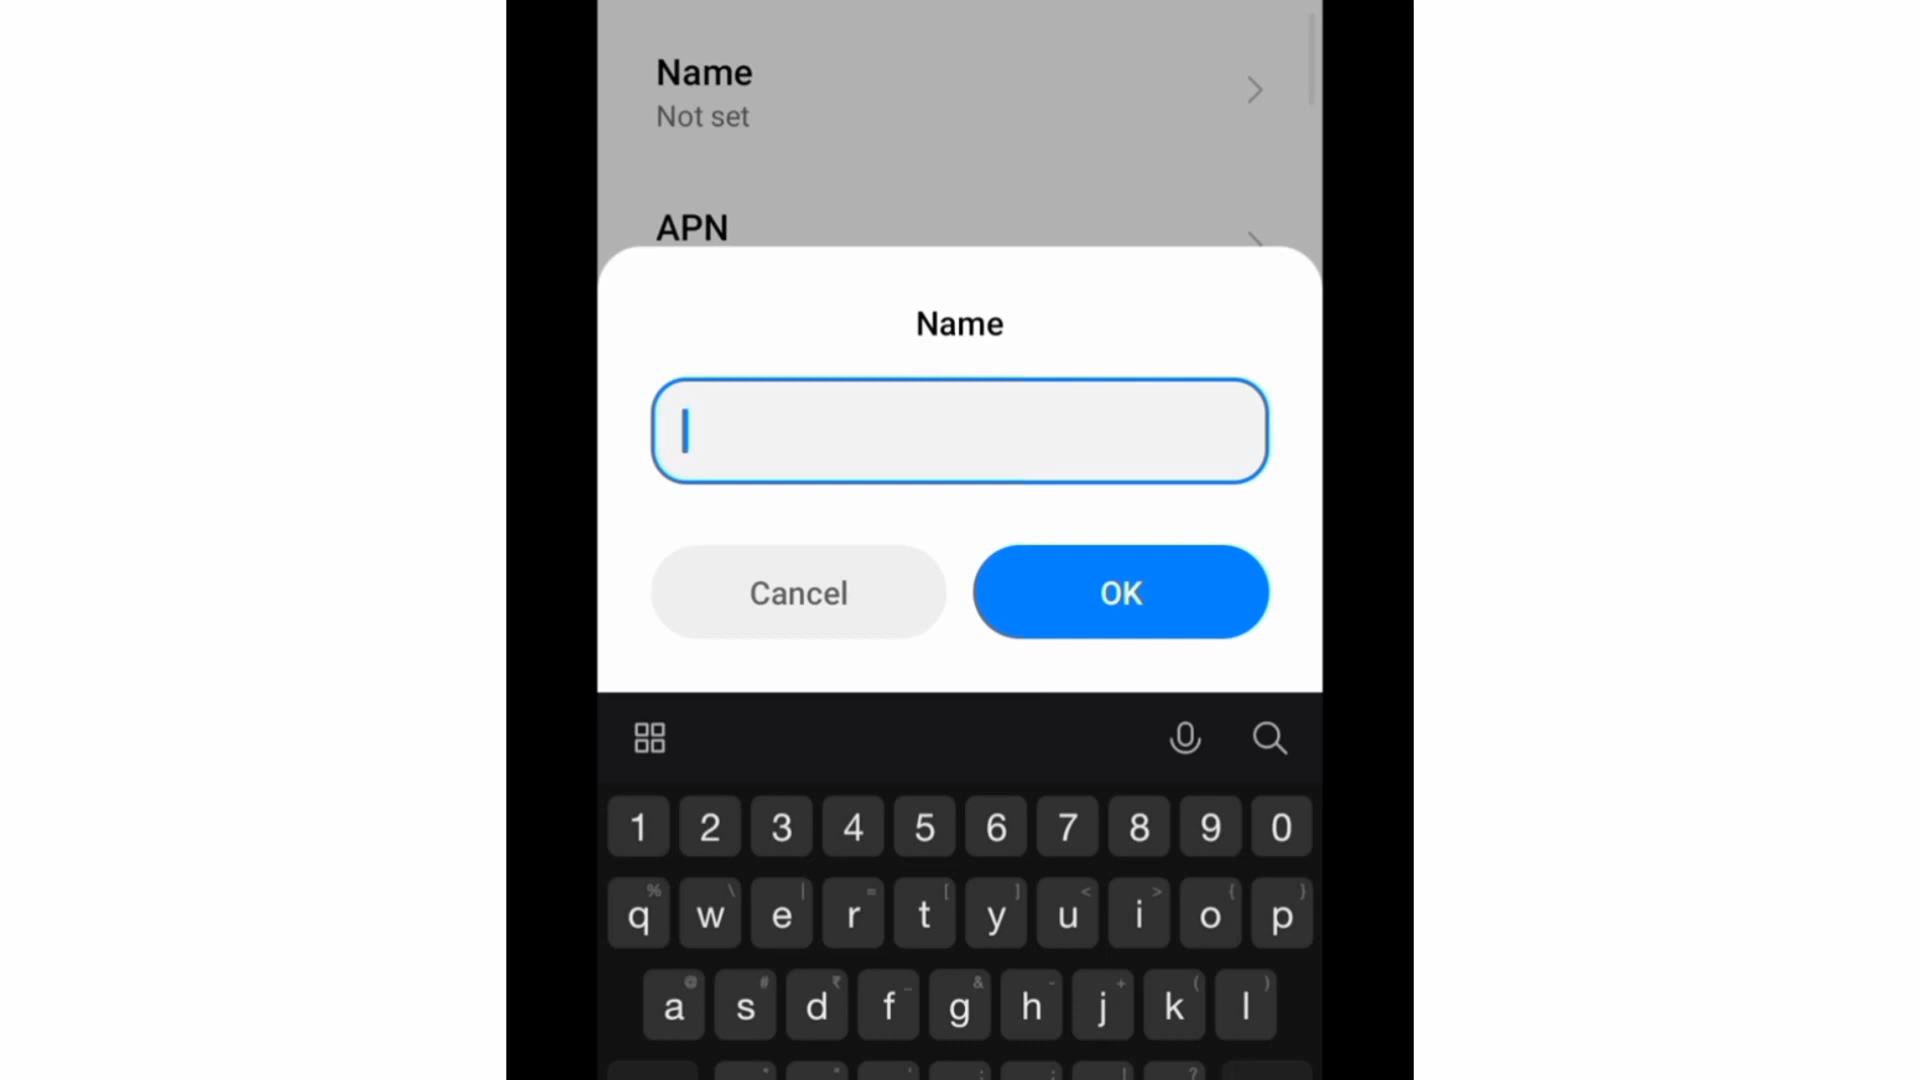 Name
Not set
APN
Name
Cancel OK
1 2 3 4 5 6 7 8 9 0
% \ | = [ ] < > { }
q w e r t y u i o p
@ # ₹ _ & - + ( )
a s d f g h j k l